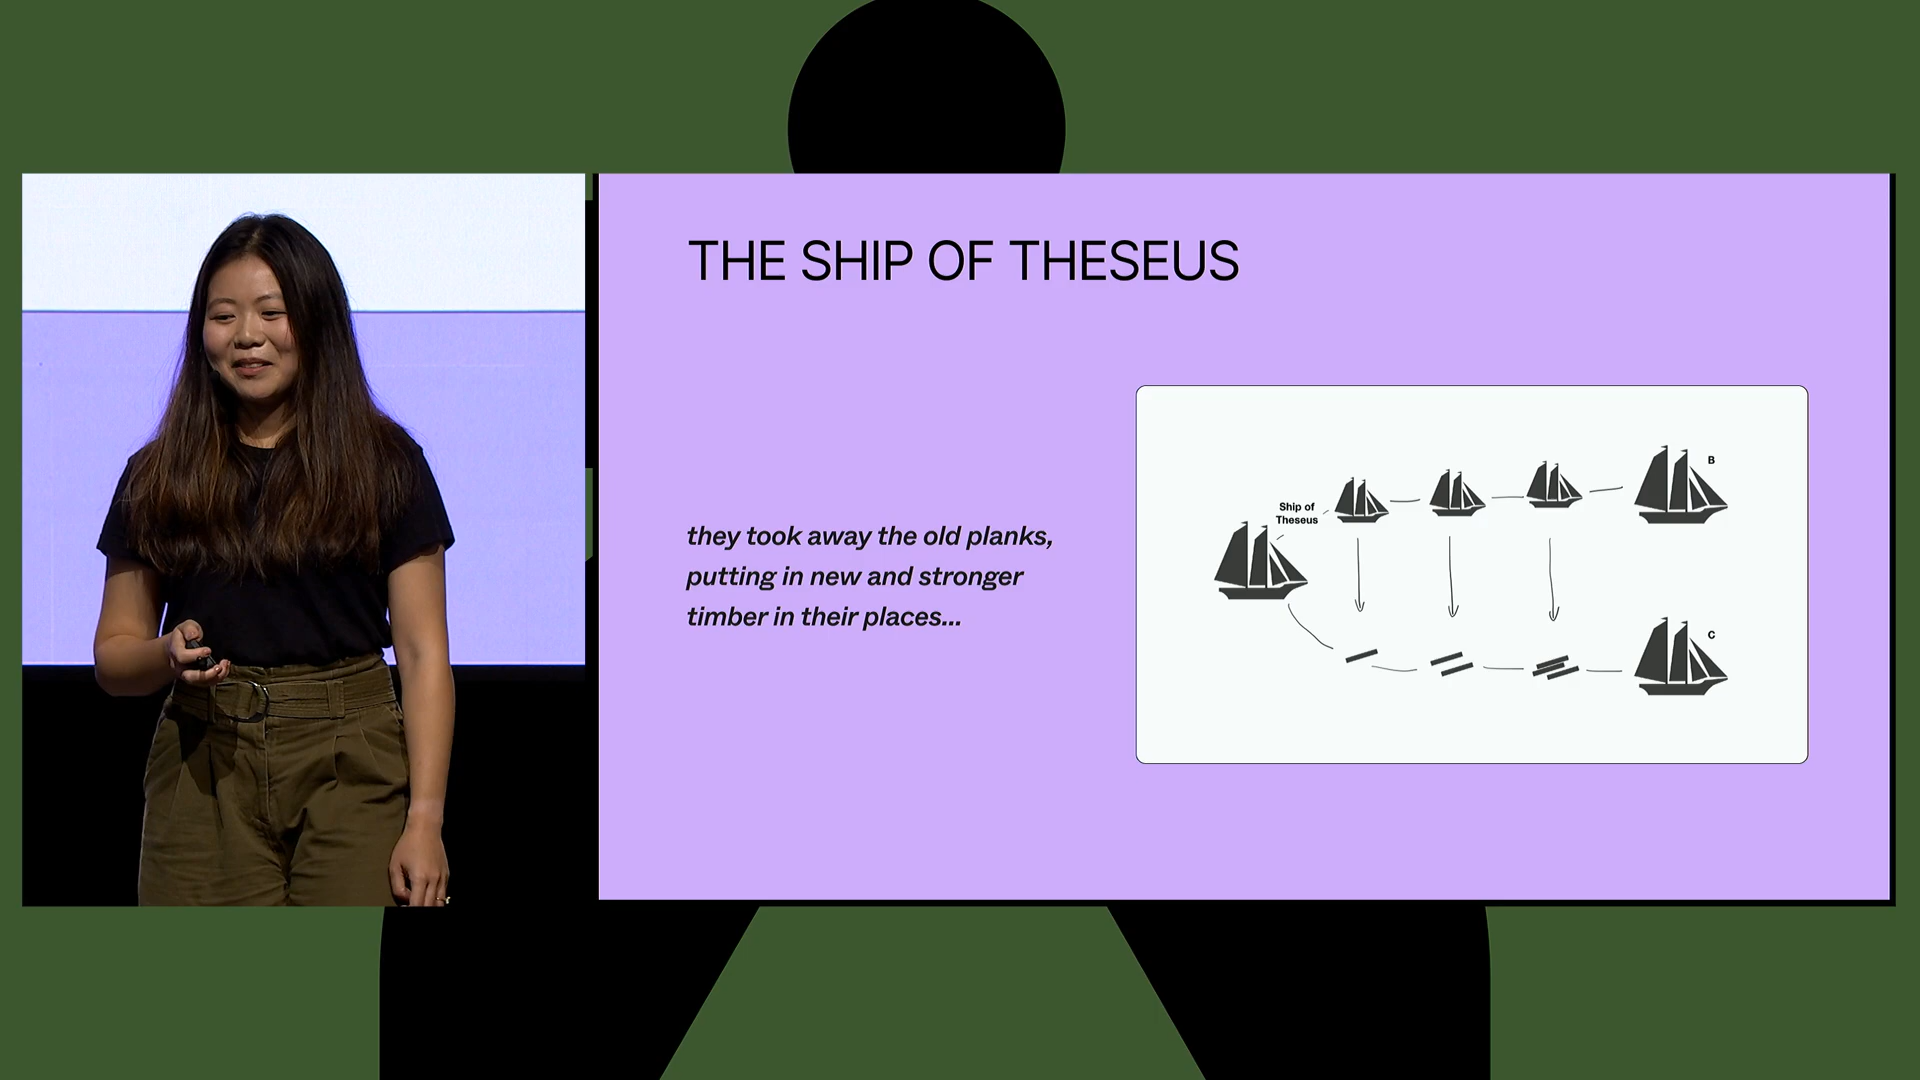 THE SHIP OF THESEUS
they took away the old planks,
putting in new and stronger
timber in their places...
Ship of
Theseus
B
C